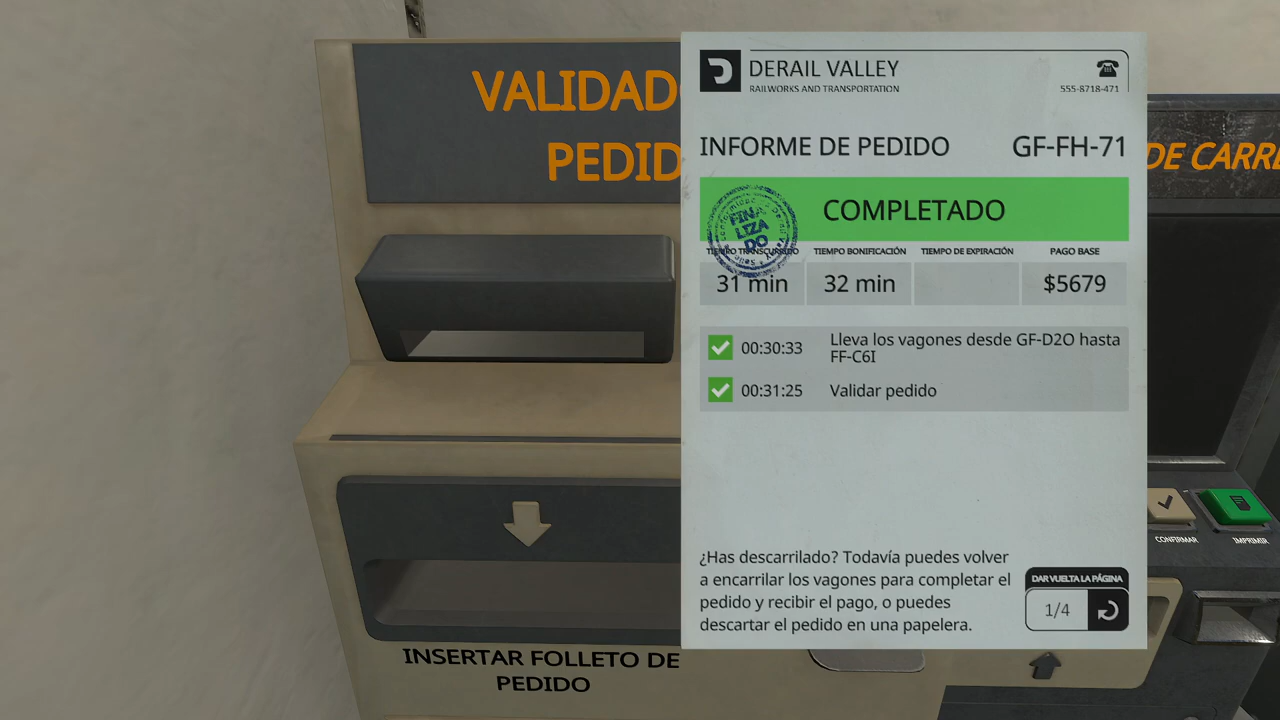 VALIDAD
PEDID
DERAIL VALLEY
RAILWORKS AND TRANSPORTATION
555-8718-471
INFORME DE PEDIDO GF-FH-71
DE CARRE
COMPLETADO
FINALIZADO
TIEMPO TRANSCURRIDO TIEMPO BONIFICACIÓN TIEMPO DE EXPIRACIÓN PAGO BASE
31 min 32 min $5679
00:30:33 Lleva los vagones desde GF-D2O hasta
FF-C6I
00:31:25 Validar pedido
CONFIRMAR IMPRIMIR
¿Has descarrilado? Todavía puedes volver
a encarrilar los vagones para completar el
pedido y recibir el pago, o puedes
descartar el pedido en una papelera.
DAR VUELTA LA PÁGINA
1/4
INSERTAR FOLLETO DE
PEDIDO